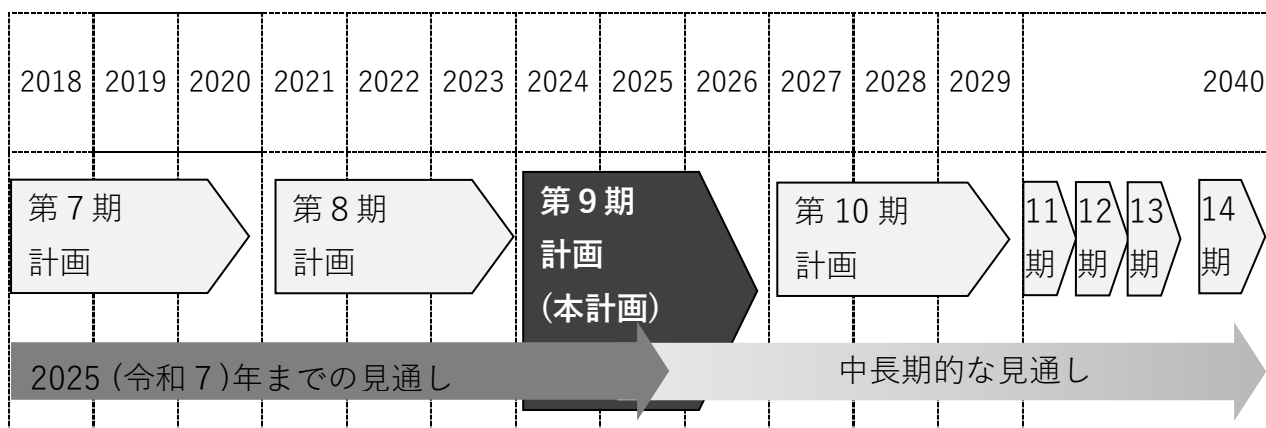 2018 2019 2020 2021 2022 2023 2024 2025 2026 2027 2028 2029 2040
第７期
計画
第８期
計画
第９期
計画
(本計画)
第 10 期
計画
11
期
12
期
13
期
14
期
2025 (令和７)年までの見通し
中長期的な見通し